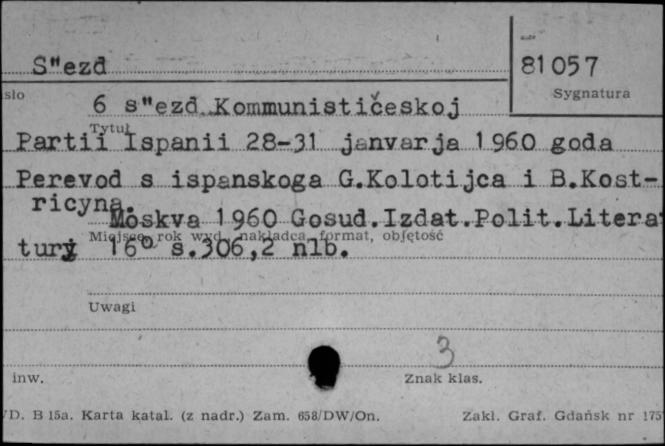 S"ezd
81057
sło
Sygnatura
6 s"ezd Kommunističeskoj
Tytuł
Partii Ispanii 28-31 janvarja 1960 goda
Perevod s ispanskoga G.Kolotijca i B.Kost-
ricyna.
Moskva 1960 Gosud.Izdat.Polit.Litera
Miejsce, rok wyd., nakładca, format, objętość
tury 16° s.306,2 nlb.
Uwagi
3
inw.
Znak klas.
/D. B 15a. Karta katal. (z nadr.) Zam. 658/DW/On.
Zakł. Graf. Gdańsk nr 175